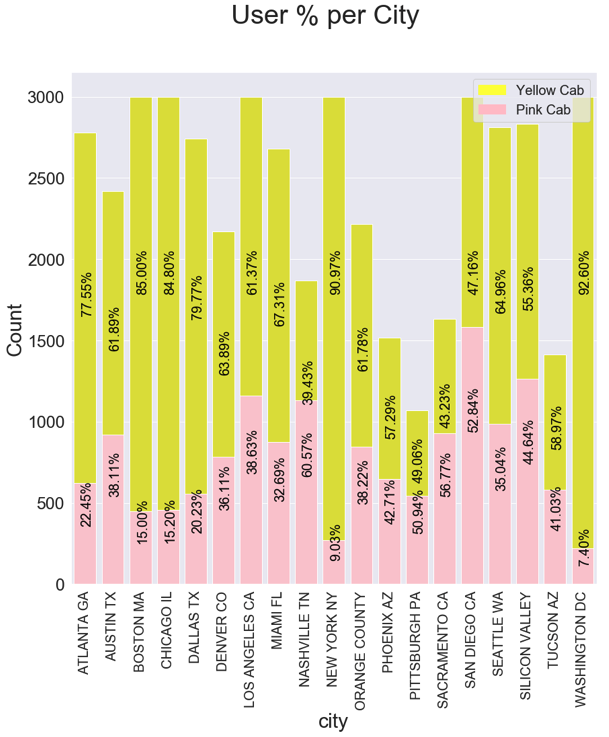 User % per City
Yellow Cab
Pink Cab
Count
3000
2500
2000
1500
1000
500
0
77.55%
61.89%
85.00%
84.80%
79.77%
63.89%
61.37%
67.31%
39.43%
90.97%
61.78%
57.29%
49.06%
43.23%
47.16%
64.96%
55.36%
58.97%
92.60%
22.45%
38.11%
15.00%
15.20%
20.23%
36.11%
38.63%
32.69%
60.57%
9.03%
38.22%
42.71%
50.94%
56.77%
52.84%
35.04%
44.64%
41.03%
7.40%
ATLANTA GA
AUSTIN TX
BOSTON MA
CHICAGO IL
DALLAS TX
DENVER CO
LOS ANGELES CA
MIAMI FL
NASHVILLE TN
NEW YORK NY
ORANGE COUNTY
PHOENIX AZ
PITTSBURGH PA
SACRAMENTO CA
SAN DIEGO CA
SEATTLE WA
SILICON VALLEY
TUCSON AZ
WASHINGTON DC
city